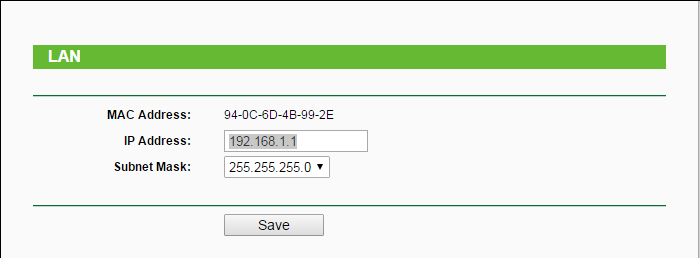 LAN
MAC Address: 94-0C-6D-4B-99-2E
IP Address: 192.168.1.1
Subnet Mask: 255.255.255.0
Save